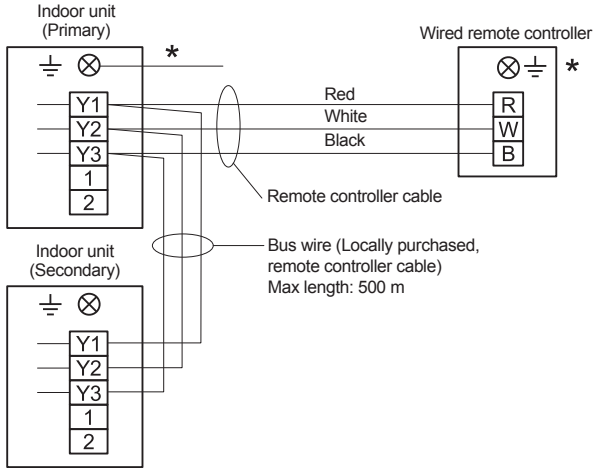 Indoor unit
(Primary)
*
Y1
Y2
Y3
1
2
Wired remote controller
*
R
W
B
Red
White
Black
Remote controller cable
Bus wire (Locally purchased,
remote controller cable)
Max length: 500 m
Indoor unit
(Secondary)
Y1
Y2
Y3
1
2